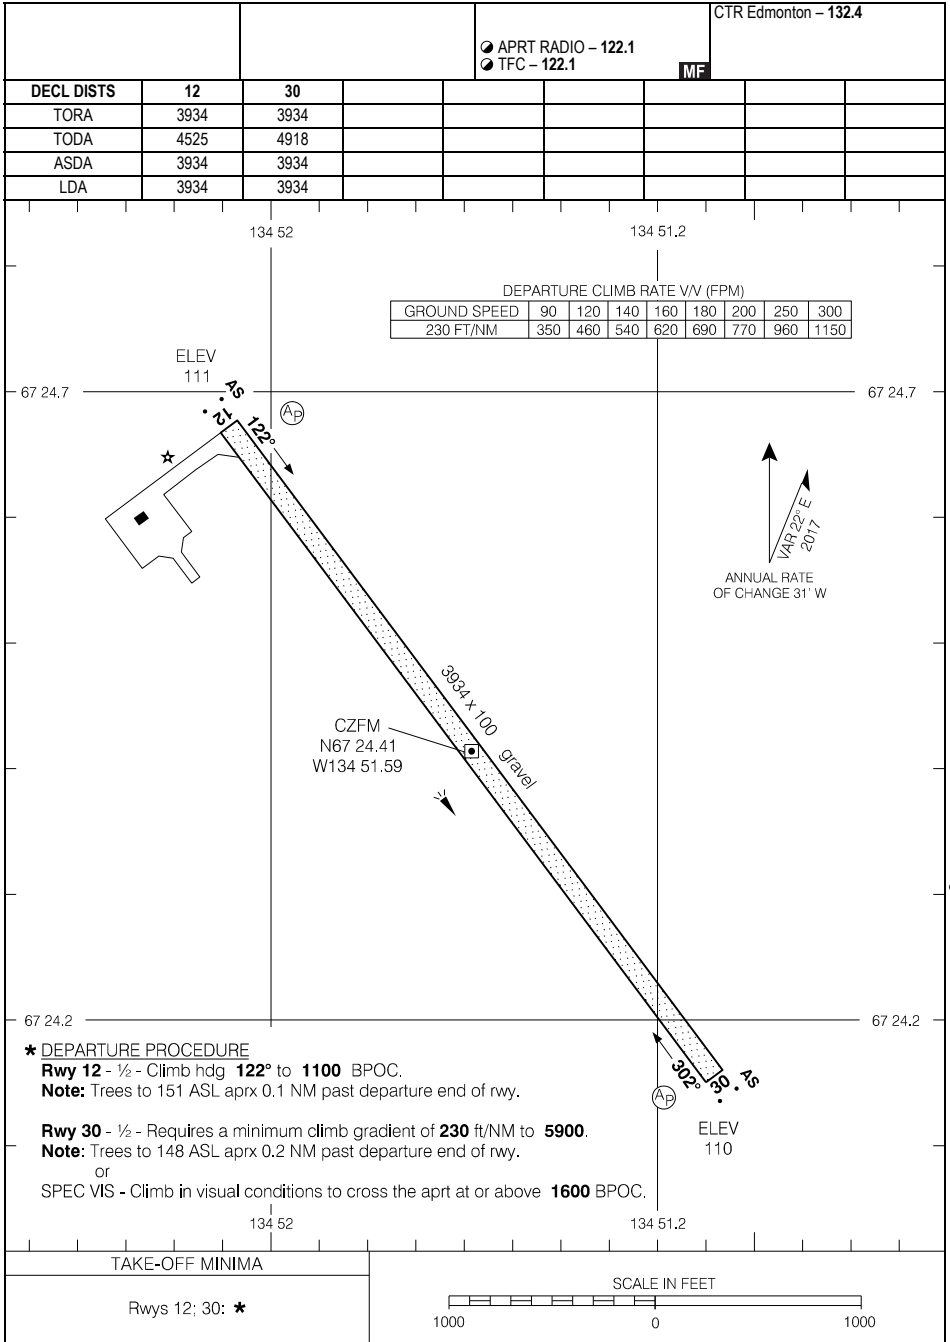 CTR Edmonton – 132.4
APRT RADIO – 122.1
TFC – 122.1
MF
DECL DISTS 12 30
TORA 3934 3934
TODA 4525 4918
ASDA 3934 3934
LDA 3934 3934
134 52 134 51.2
DEPARTURE CLIMB RATE V/V (FPM)
GROUND SPEED 90 120 140 160 180 200 250 300
230 FT/NM 350 460 540 620 690 770 960 1150
ELEV
111
67 24.7 67 24.7
AS
12
122°
AP
VAR 22° E
2017
ANNUAL RATE
OF CHANGE 31' W
3934 x 100 gravel
CZFM
N67 24.41
W134 51.59
67 24.2 67 24.2
302°
30
AS
AP
ELEV
110
* DEPARTURE PROCEDURE
Rwy 12 - ½ - Climb hdg 122° to 1100 BPOC.
Note: Trees to 151 ASL aprx 0.1 NM past departure end of rwy.
Rwy 30 - ½ - Requires a minimum climb gradient of 230 ft/NM to 5900.
Note: Trees to 148 ASL aprx 0.2 NM past departure end of rwy.
or
SPEC VIS - Climb in visual conditions to cross the aprt at or above 1600 BPOC.
134 52 134 51.2
TAKE-OFF MINIMA
Rwys 12; 30: *
SCALE IN FEET
1000 0 1000